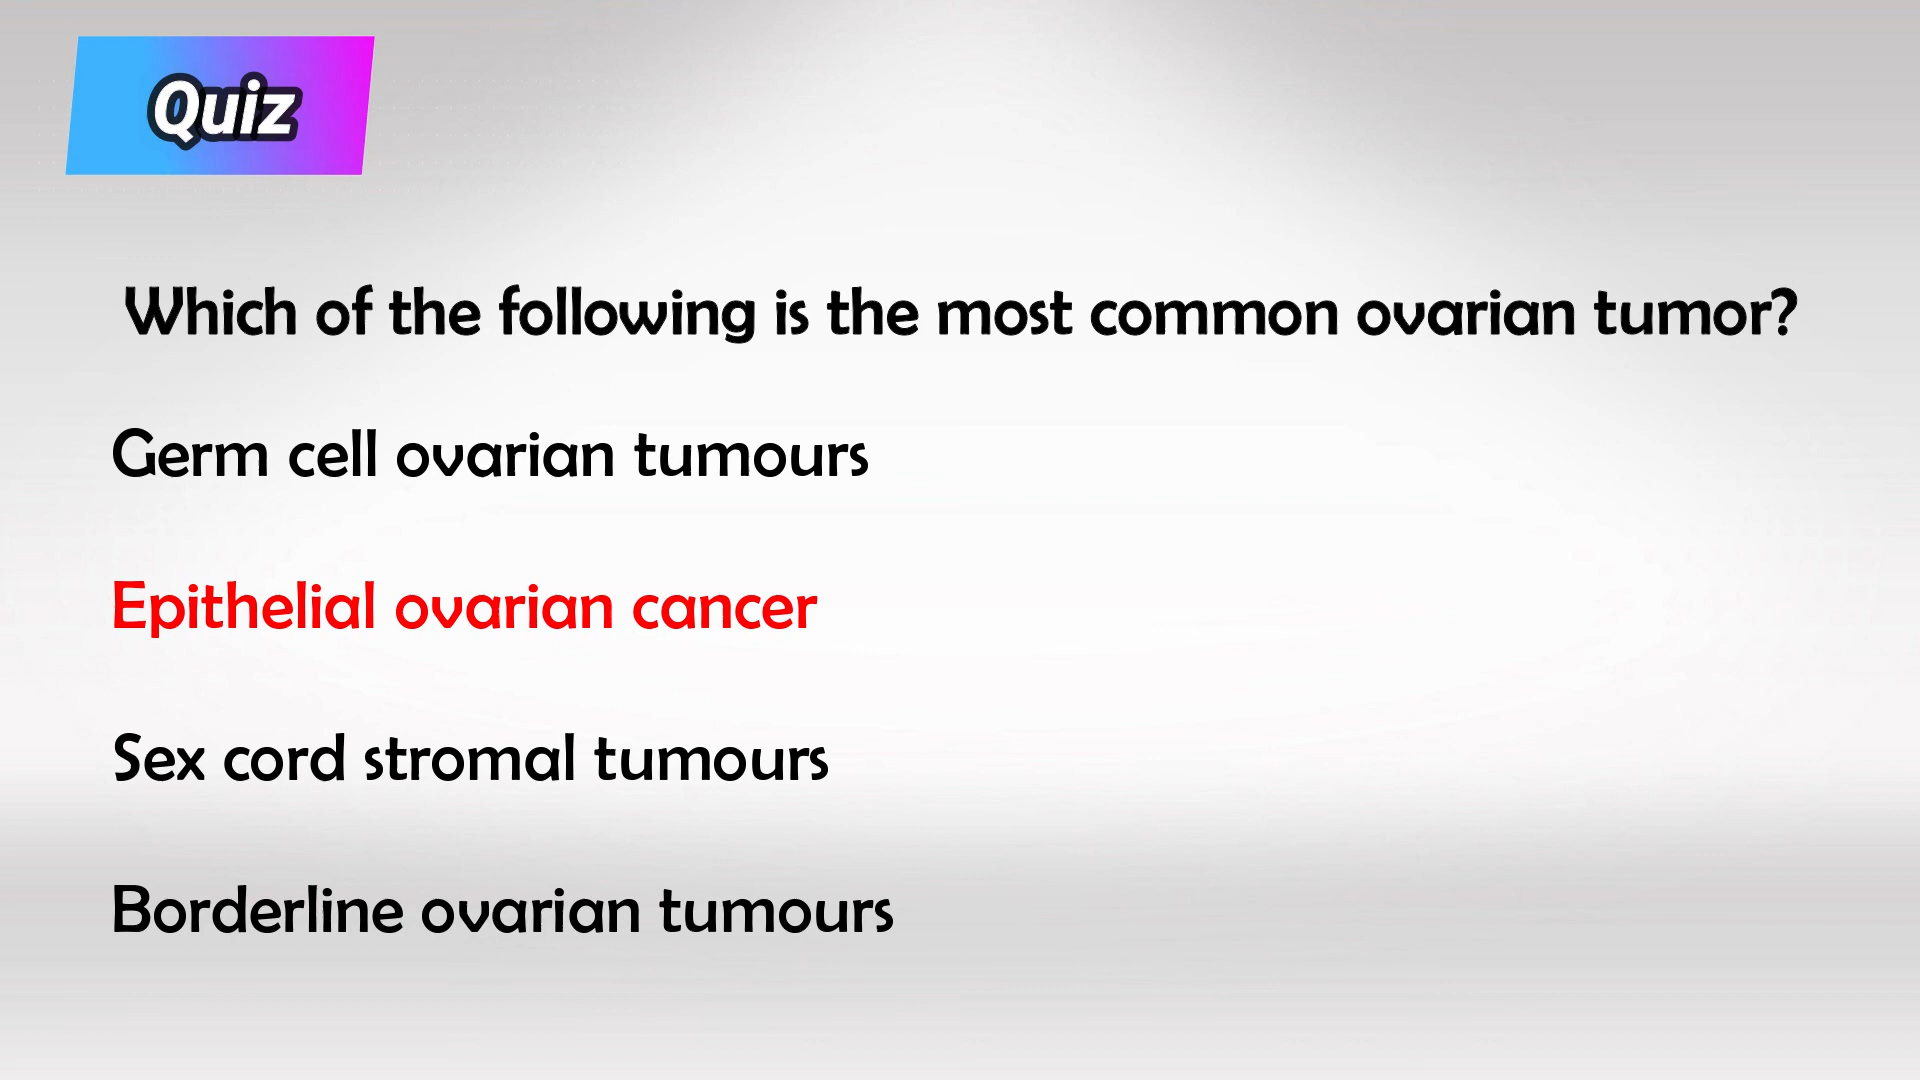 Quiz
Which of the following is the most common ovarian tumor?
Germ cell ovarian tumours
Epithelial ovarian cancer
Sex cord stromal tumours
Borderline ovarian tumours